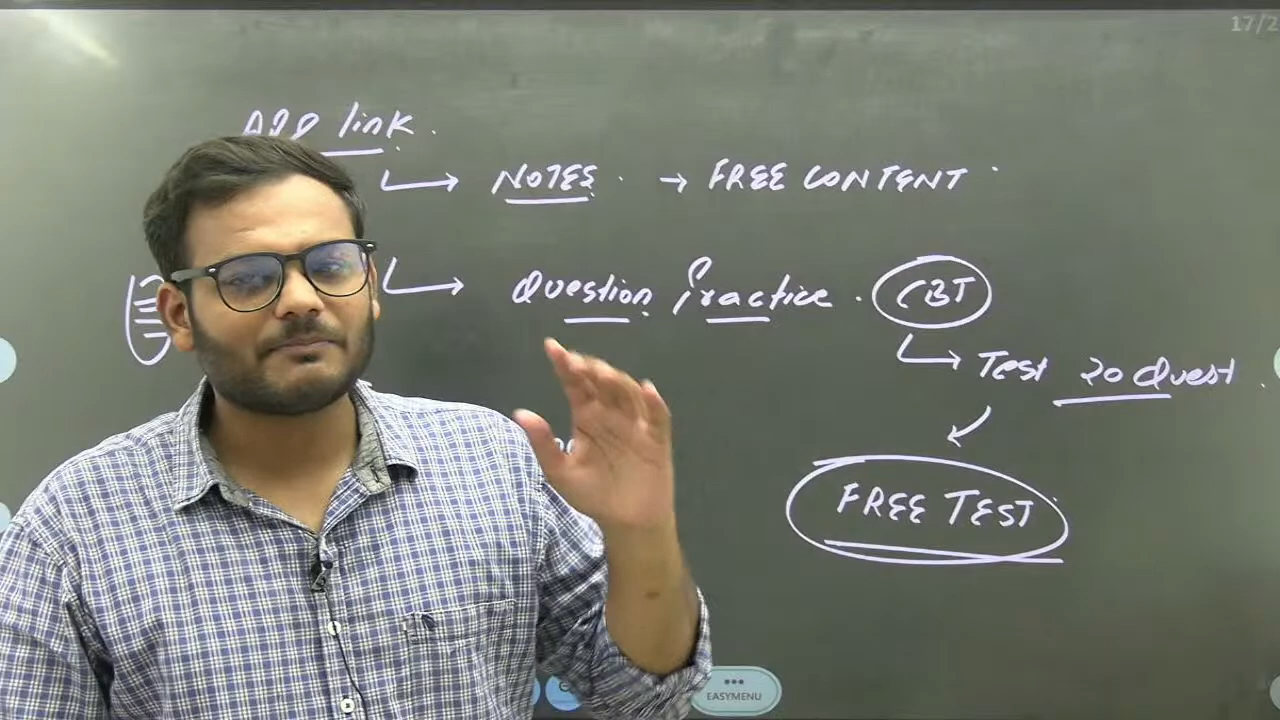 17/2
App link.
NOTES. → FREE CONTENT.
Question Practice. CBT
Test 20 Quest.
FREE TEST
EASYMENU